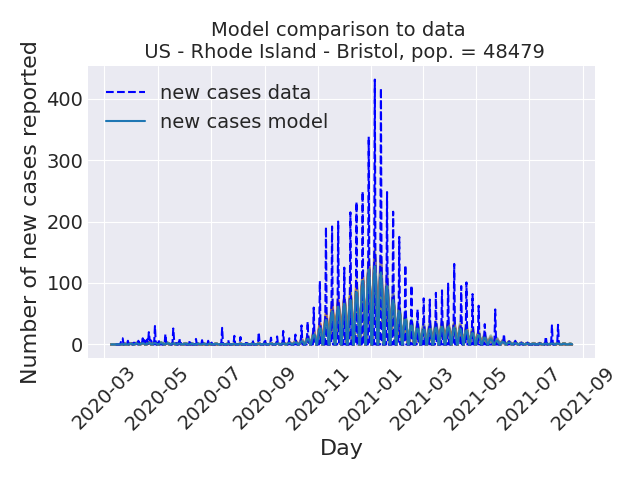 Model comparison to data
US - Rhode Island - Bristol, pop. = 48479
Number of new cases reported
400
300
200
100
0
new cases data
new cases model
2020-03
2020-05
2020-07
2020-09
2020-11
2021-01
2021-03
2021-05
2021-07
2021-09
Day